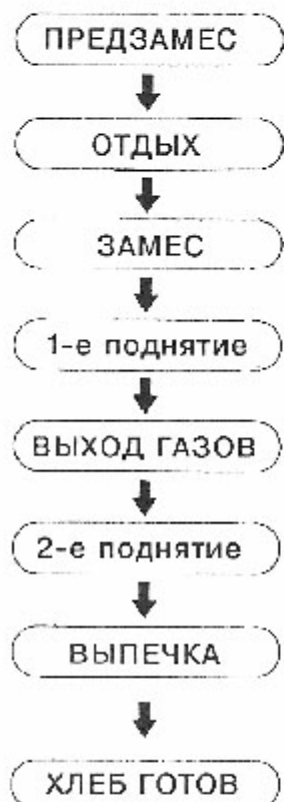 ПРЕДЗАМЕС
ОТДЫХ
ЗАМЕС
1-е поднятие
ВЫХОД ГАЗОВ
2-е поднятие
ВЫПЕЧКА
ХЛЕБ ГОТОВ